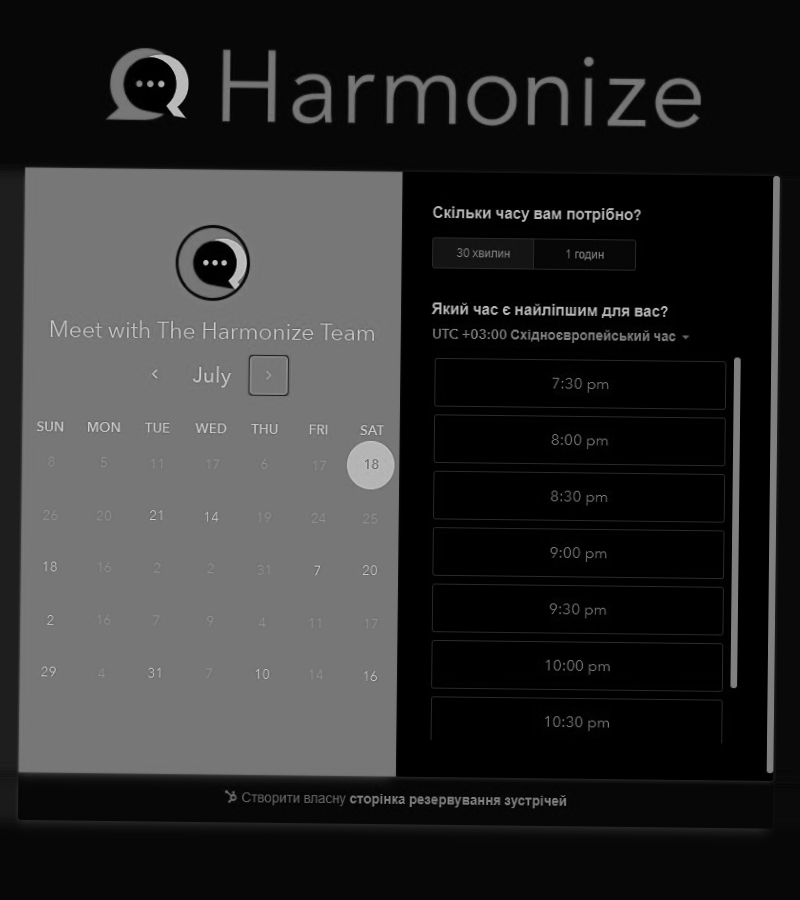 Harmonize
Meet with The Harmonize Team
July
SUN MON TUE WED THU FRI SAT
8 5 11 17 6 17 18
26 20 21 14 19 24 25
18 16 2 2 31 7 20
2 16 7 9 4 11 17
29 4 31 7 10 14 16
Скільки часу вам потрібно?
30 хвилин 1 годин
Який час є найліпшим для вас?
UTC +03:00 Східноєвропейський час
7:30 pm
8:00 pm
8:30 pm
9:00 pm
9:30 pm
10:00 pm
10:30 pm
Створити власну сторінка резервування зустрічей